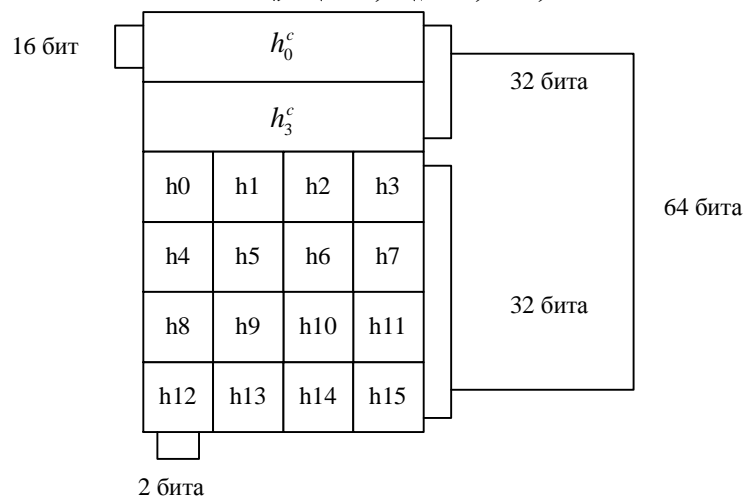 16 бит
h_0^c
32 бита
h_3^c
h0 h1 h2 h3
64 бита
h4 h5 h6 h7
h8 h9 h10 h11
32 бита
h12 h13 h14 h15
2 бита